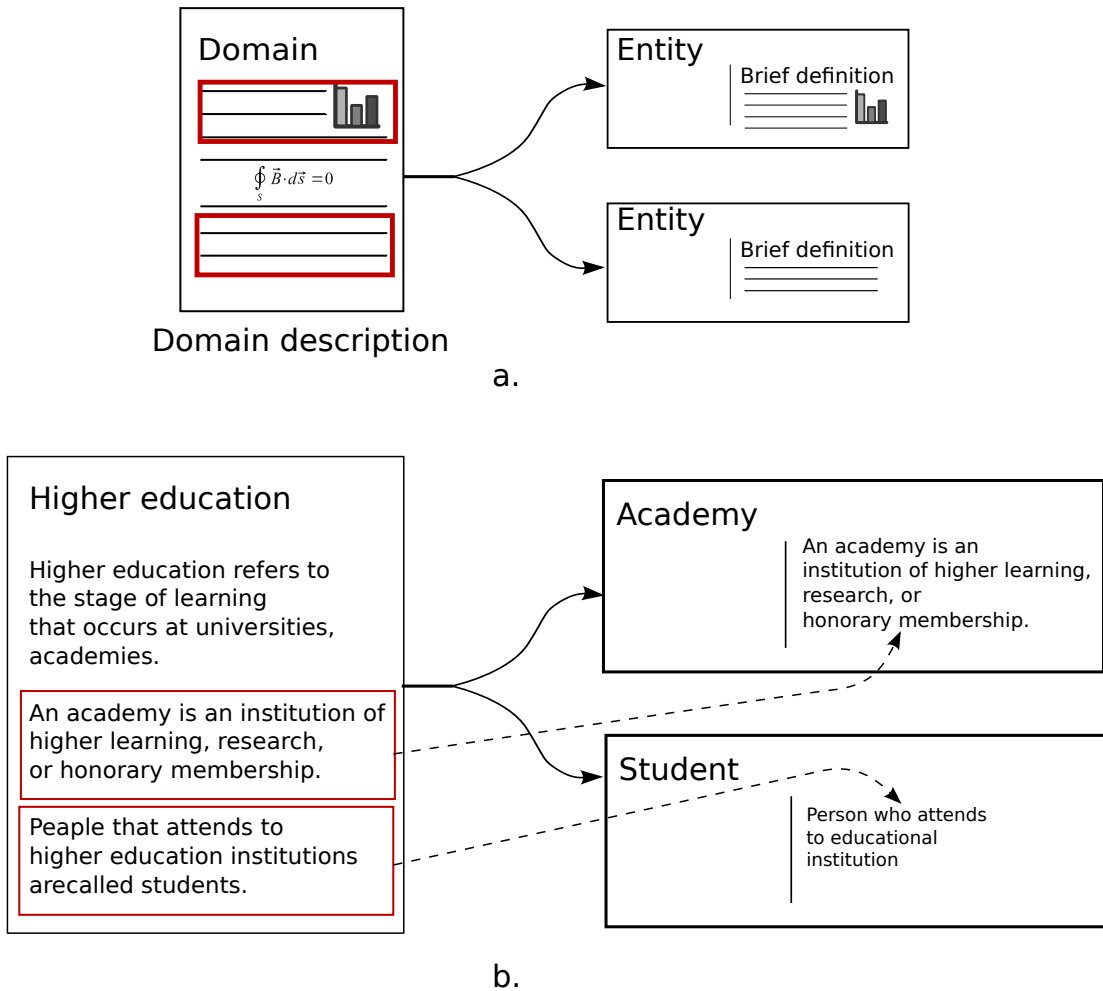 Domain
∮ B⃗·ds⃗ = 0
S
Domain description
Entity
Brief definition
Entity
Brief definition
a.
Higher education
Higher education refers to
the stage of learning
that occurs at universities,
academies.
An academy is an institution of
higher learning, research,
or honorary membership.
Peaple that attends to
higher education institutions
arecalled students.
Academy
An academy is an
institution of higher learning,
research, or
honorary membership.
Student
Person who attends
to educational
institution
b.